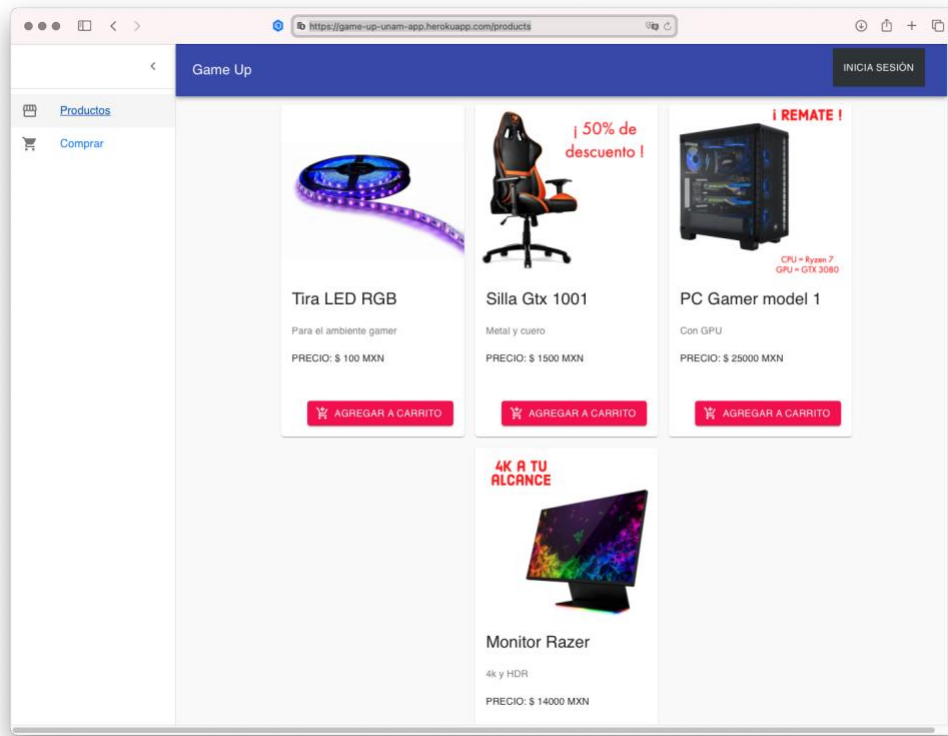 https://game-up-unam-app.herokuapp.com/products
Game Up
INICIA SESIÓN
Productos
Comprar
¡ 50% de
descuento !
¡ REMATE !
CPU = Ryzen 7
GPU = GTX 3080
Tira LED RGB
Para el ambiente gamer
PRECIO: $ 100 MXN
AGREGAR A CARRITO
Silla Gtx 1001
Metal y cuero
PRECIO: $ 1500 MXN
AGREGAR A CARRITO
PC Gamer model 1
Con GPU
PRECIO: $ 25000 MXN
AGREGAR A CARRITO
4K A TU
ALCANCE
Monitor Razer
4k y HDR
PRECIO: $ 14000 MXN